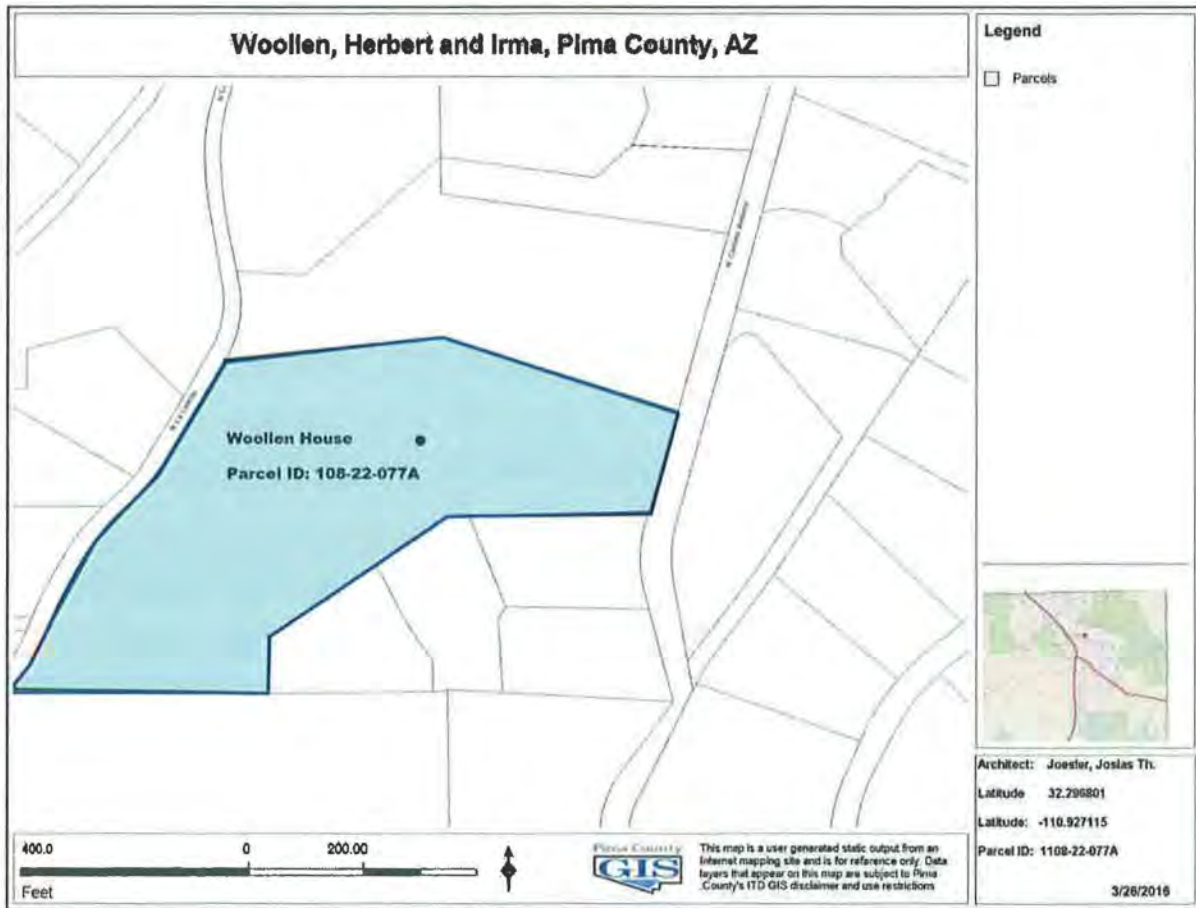 Woollen, Herbert and Irma, Pima County, AZ
Legend
Parcels
Woollen House
Parcel ID: 108-22-077A
Architect: Joesler, Josias Th.
Latitude 32.296801
Latitude: -110.927115
Parcel ID: 1108-22-077A
3/26/2016
400.0 0 200.00
Feet
Pima County
GIS
This map is a user generated static output from an
Internet mapping site and is for reference only. Data
layers that appear on this map are subject to Pima
County's ITD GIS disclaimer and use restrictions